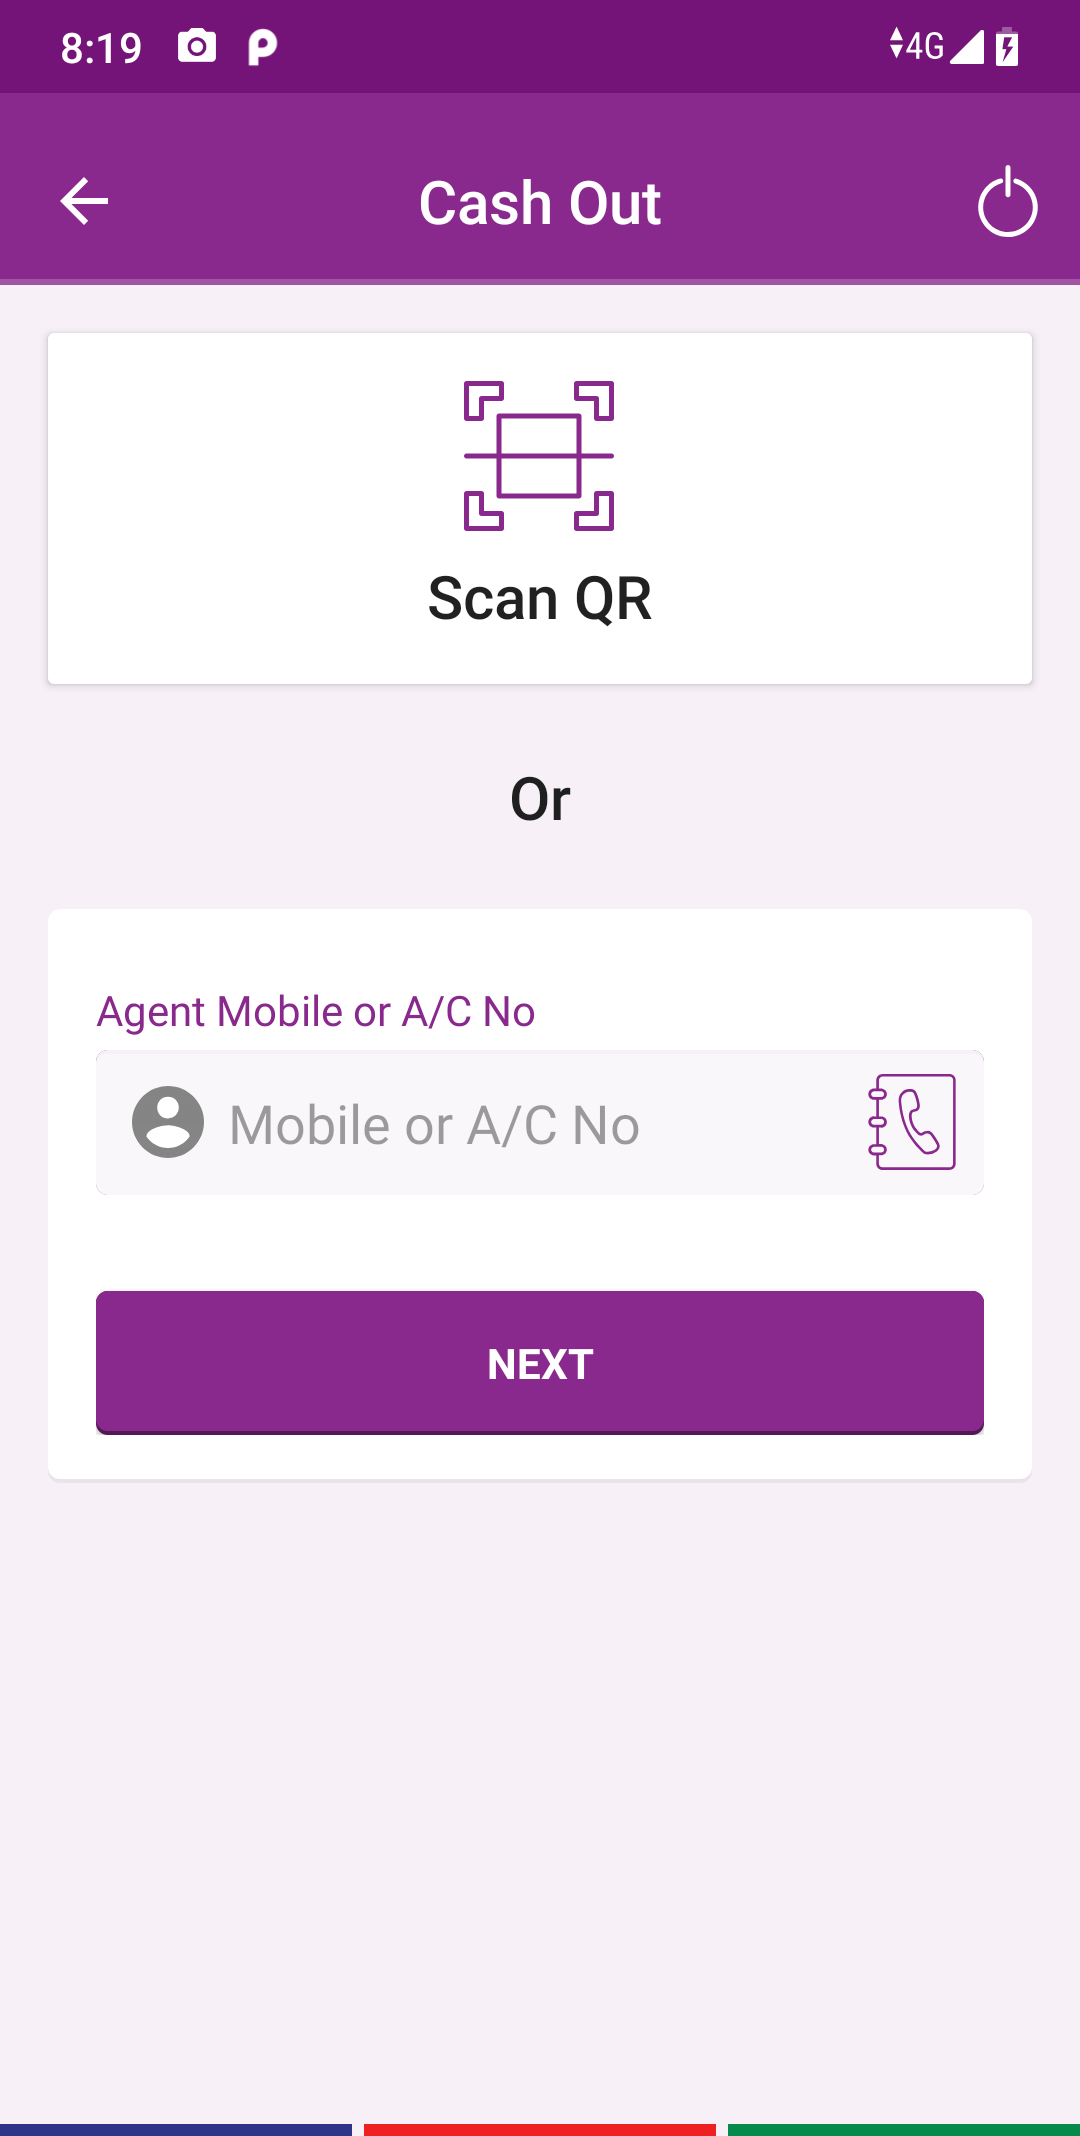 8:19 4G
Cash Out
Scan QR
Or
Agent Mobile or A/C No
Mobile or A/C No
NEXT